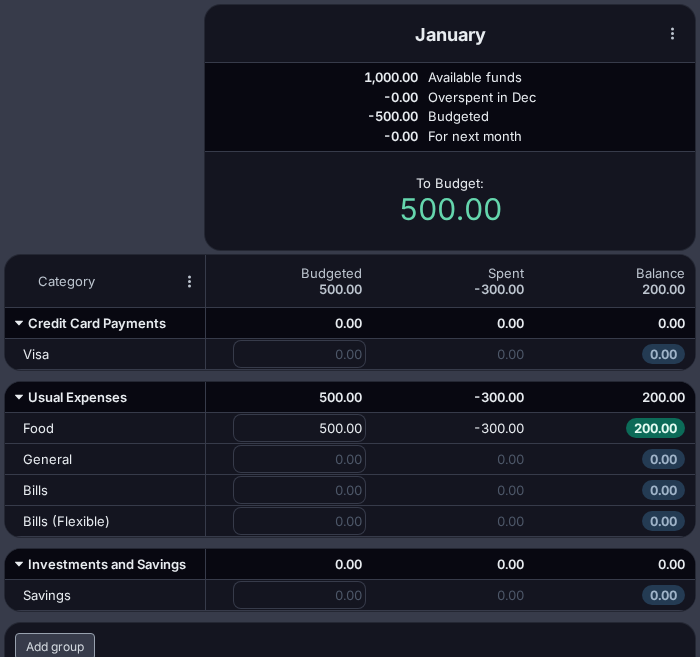 January
1,000.00 Available funds
-0.00 Overspent in Dec
-500.00 Budgeted
-0.00 For next month
To Budget:
500.00
Category Budgeted 500.00 Spent -300.00 Balance 200.00
Credit Card Payments 0.00 0.00 0.00
Visa 0.00 0.00 0.00
Usual Expenses 500.00 -300.00 200.00
Food 500.00 -300.00 200.00
General 0.00 0.00 0.00
Bills 0.00 0.00 0.00
Bills (Flexible) 0.00 0.00 0.00
Investments and Savings 0.00 0.00 0.00
Savings 0.00 0.00 0.00
Add group